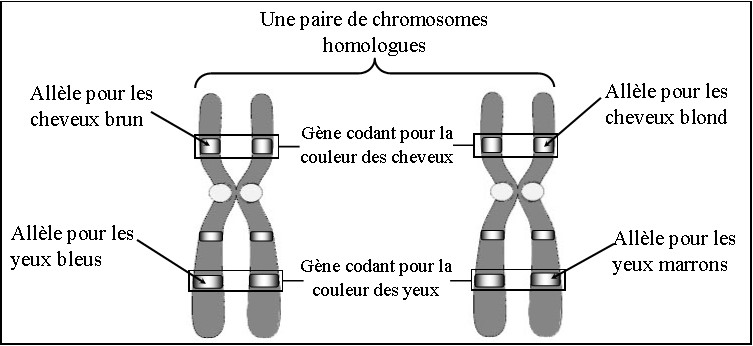 Une paire de chromosomes
homologues
Allèle pour les
cheveux brun
Gène codant pour la
couleur des cheveux
Allèle pour les
cheveux blond
Allèle pour les
yeux bleus
Gène codant pour la
couleur des yeux
Allèle pour les
yeux marrons